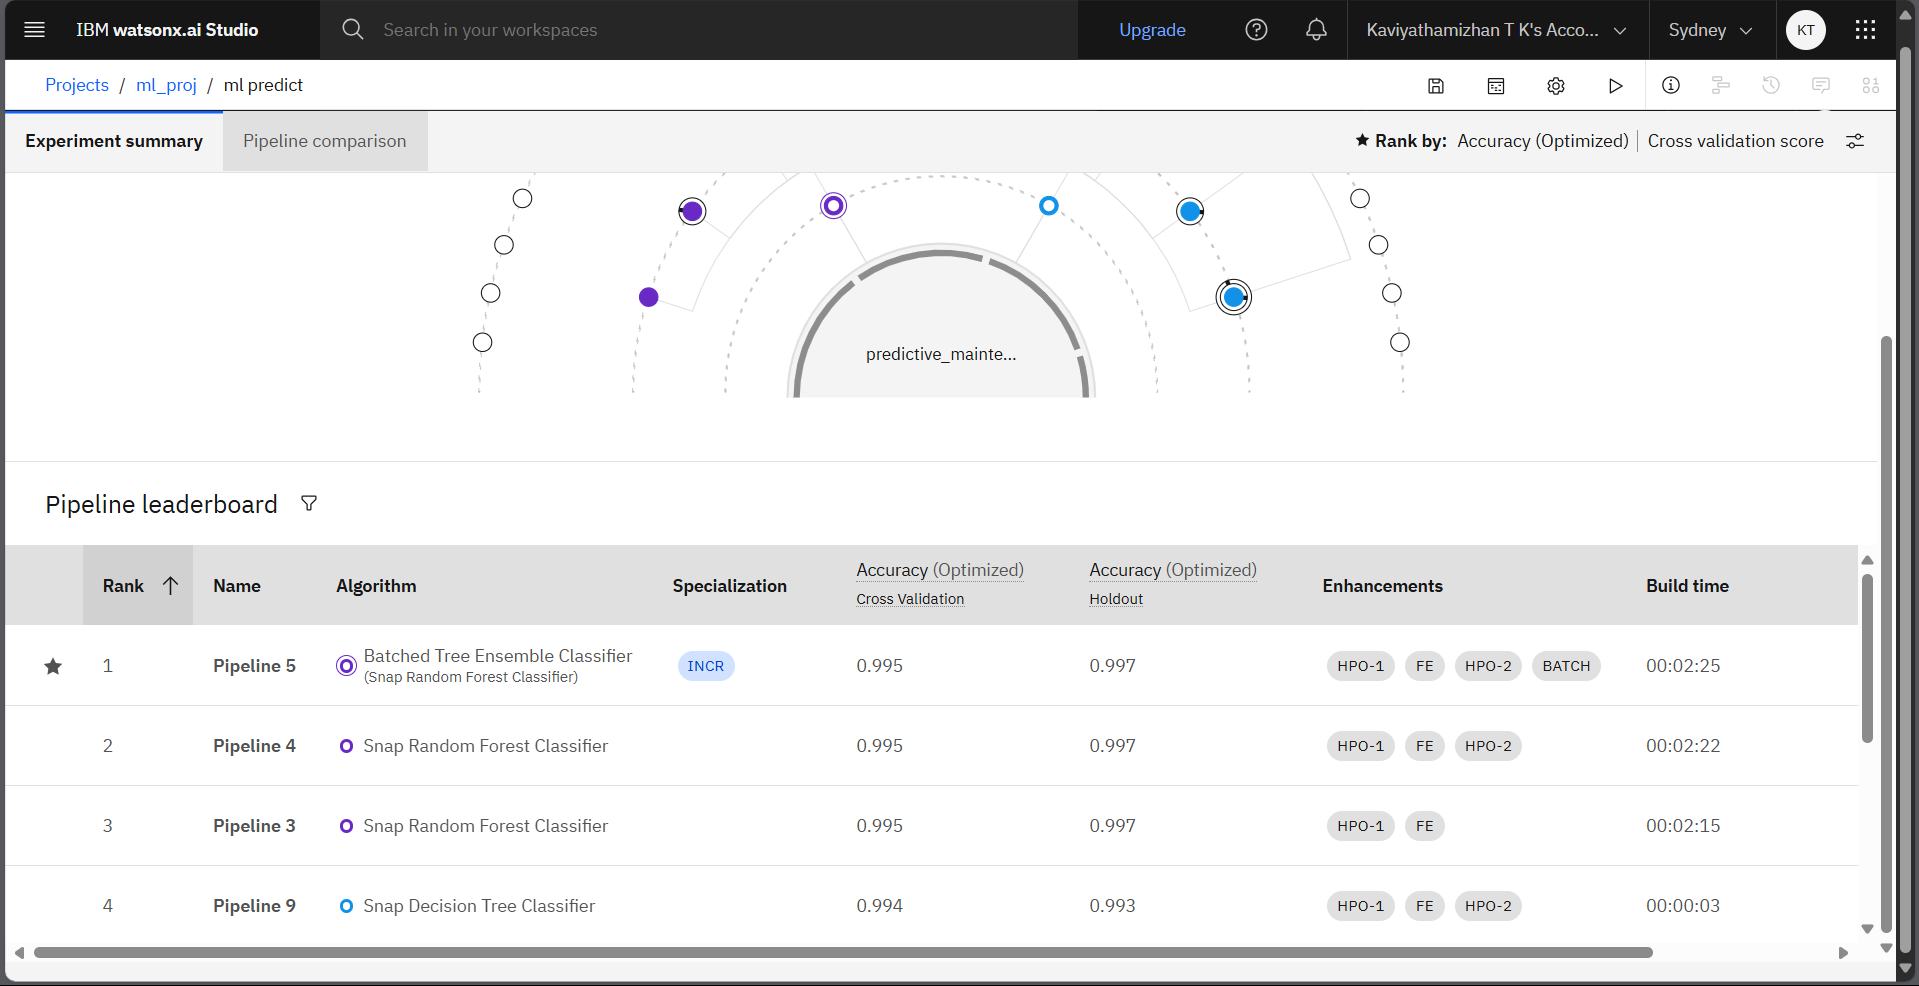 IBM watsonx.ai Studio
Search in your workspaces
Upgrade
Kaviyathamizhan T K's Acco...
Sydney
KT
Projects / ml_proj / ml predict
Experiment summary
Pipeline comparison
Rank by: Accuracy (Optimized) | Cross validation score
predictive_mainte...
Pipeline leaderboard
Rank Name Algorithm Specialization Accuracy (Optimized) Cross Validation Accuracy (Optimized) Holdout Enhancements Build time
1 Pipeline 5 Batched Tree Ensemble Classifier (Snap Random Forest Classifier) INCR 0.995 0.997 HPO-1 FE HPO-2 BATCH 00:02:25
2 Pipeline 4 Snap Random Forest Classifier 0.995 0.997 HPO-1 FE HPO-2 00:02:22
3 Pipeline 3 Snap Random Forest Classifier 0.995 0.997 HPO-1 FE 00:02:15
4 Pipeline 9 Snap Decision Tree Classifier 0.994 0.993 HPO-1 FE HPO-2 00:00:03